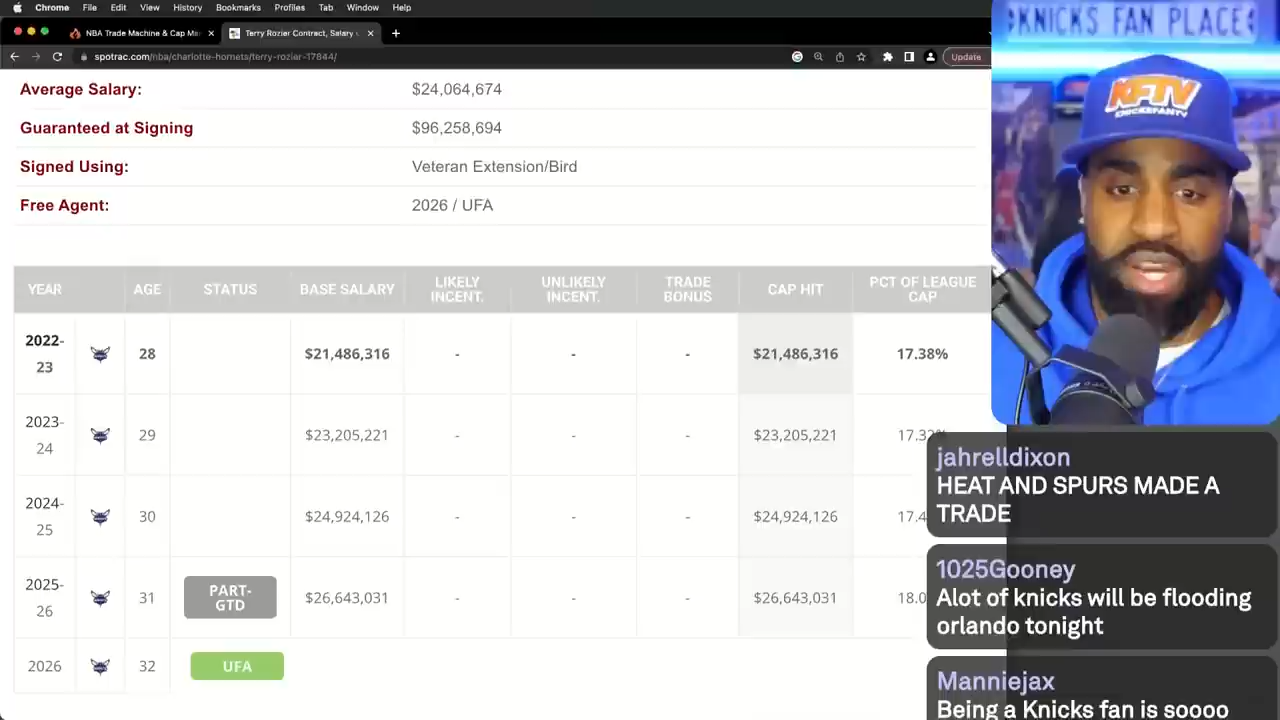 Chrome File Edit View History Bookmarks Profiles Tab Window Help
NBA Trade Machine & Cap Ma
Terry Rozier Contract, Salary
spotrac.com/nba/charlotte-hornets/terry-rozier-17844/
Update
KNICKS FAN PLACE
KFTV
KNICKSFANTV
Average Salary: $24,064,674
Guaranteed at Signing $96,258,694
Signed Using: Veteran Extension/Bird
Free Agent: 2026 / UFA
YEAR AGE STATUS BASE SALARY LIKELY INCENT. UNLIKELY INCENT. TRADE BONUS CAP HIT PCT OF LEAGUE CAP
2022-23 28 $21,486,316 - - - $21,486,316 17.38%
2023-24 29 $23,205,221 - - - $23,205,221 17.32%
2024-25 30 $24,924,126 - - - $24,924,126 17.4
2025-26 31 PART-GTD $26,643,031 - - - $26,643,031 18.0
2026 32 UFA
jahrelldixon
HEAT AND SPURS MADE A
TRADE
1025Gooney
Alot of knicks will be flooding
orlando tonight
Manniejax
Being a Knicks fan is soooo